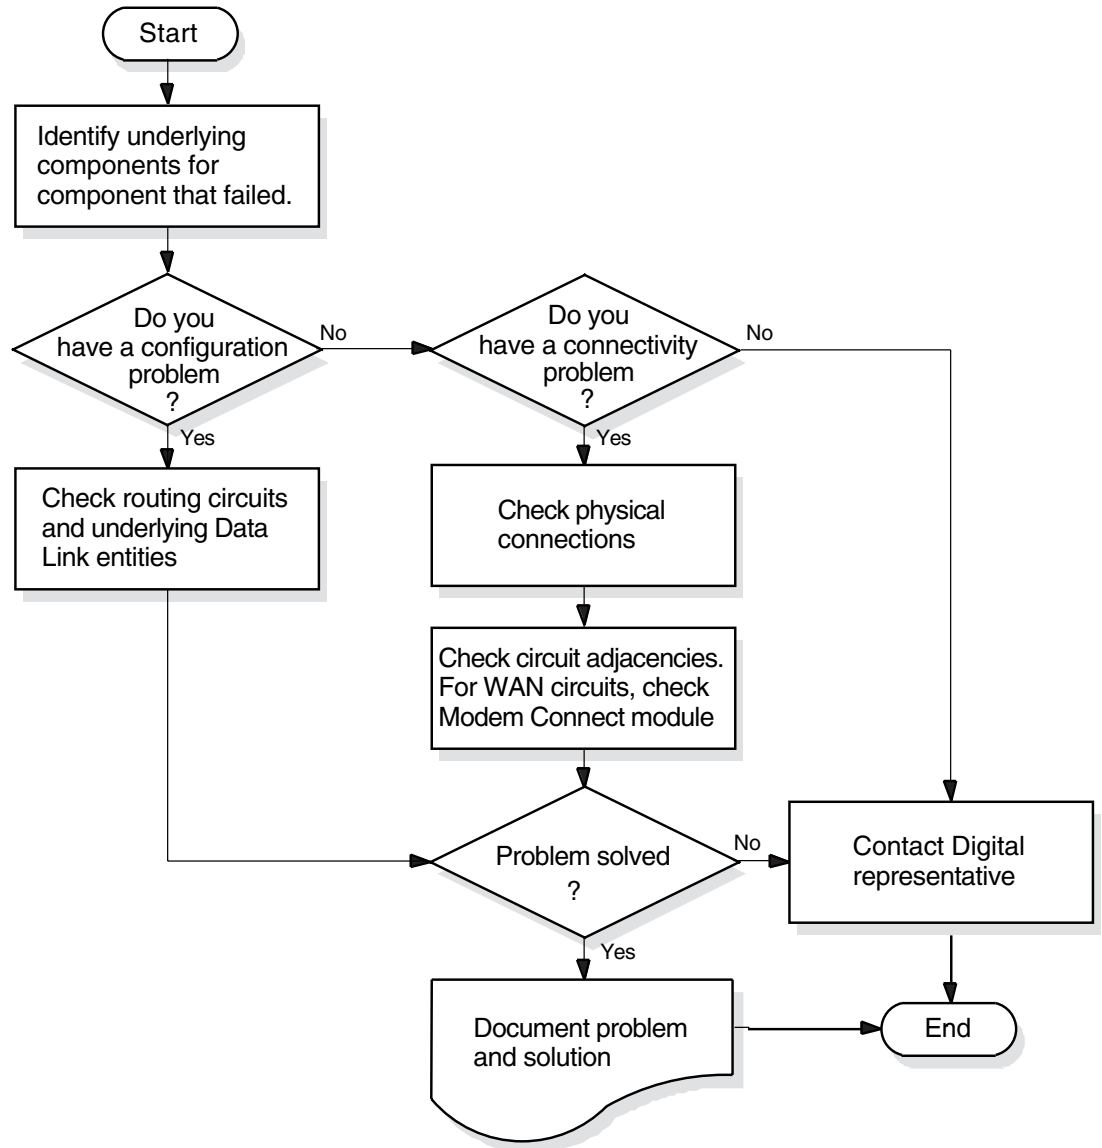 Start
Identify underlying
components for
component that failed.
Do you
have a configuration
problem
?
No
Do you
have a connectivity
problem
?
No
Yes
Yes
Check routing circuits
and underlying Data
Link entities
Check physical
connections
Check circuit adjacencies.
For WAN circuits, check
Modem Connect module
Problem solved
?
No
Contact Digital
representative
Yes
Document problem
and solution
End